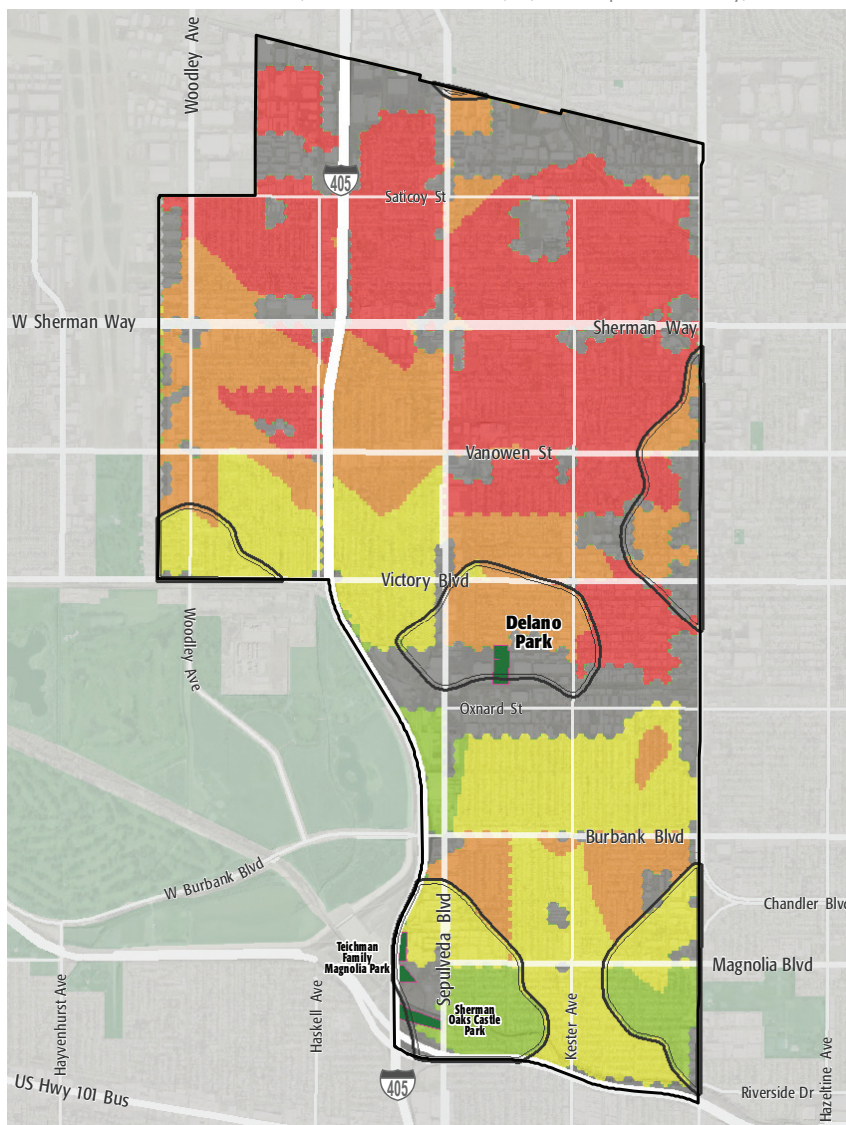 Woodley Ave
405
Saticoy St
W Sherman Way
Sherman Way
Vanowen St
Victory Blvd
Delano
Park
Woodley Ave
Oxnard St
Burbank Blvd
W Burbank Blvd
Chandler Blvd
Sepulveda Blvd
Teichman
Family
Magnolia Park
Magnolia Blvd
Hayvenhurst Ave
Haskell Ave
Sherman
Oaks Castle
Park
Kester Ave
Hazeltine Ave
US Hwy 101 Bus
405
Riverside Dr